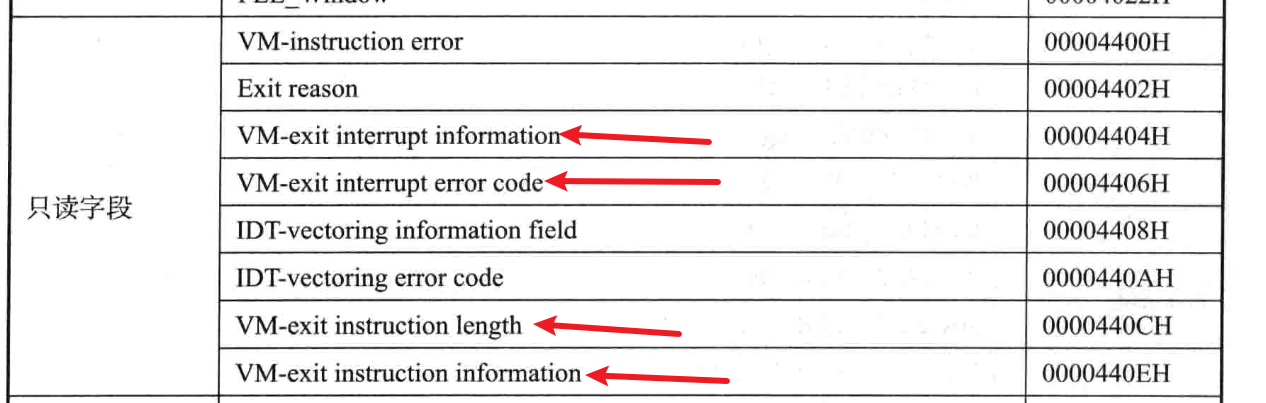 VM-instruction error 00004400H
Exit reason 00004402H
VM-exit interrupt information 00004404H
VM-exit interrupt error code 00004406H
只读字段
IDT-vectoring information field 00004408H
IDT-vectoring error code 0000440AH
VM-exit instruction length 0000440CH
VM-exit instruction information 0000440EH